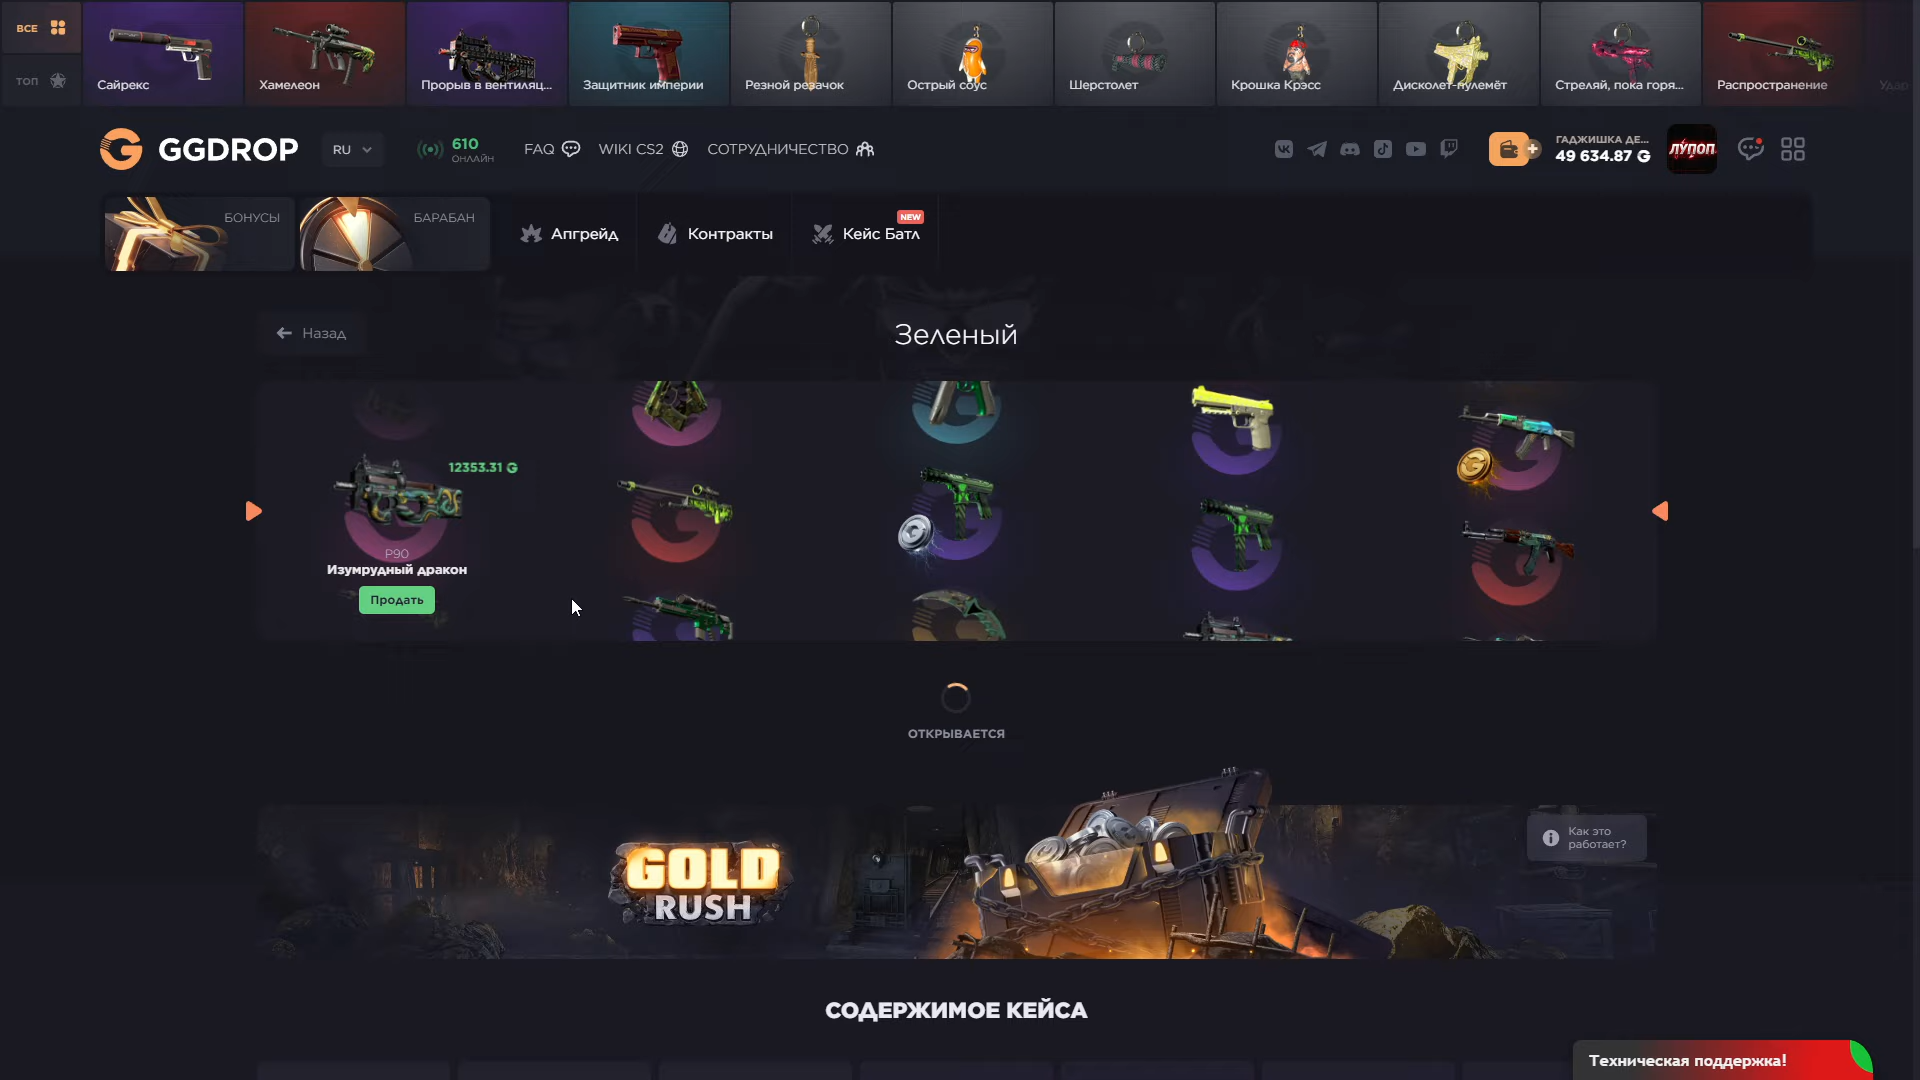 ВСЕ
ТОП
Сайрекс
Хамелеон
Прорыв в вентиляц...
Защитник империи
Резной резачок
Острый соус
Шерстолет
Крошка Крэсс
Дисколет-пулемёт
Стреляй, пока горя...
Распространение
Удар
GGDROP
RU
610
ОНЛАЙН
FAQ
WIKI CS2
СОТРУДНИЧЕСТВО
ГАДЖИШКА ДЕ...
49 634.87 G
ЛУПОП
БОНУСЫ
БАРАБАН
Апгрейд
Контракты
Кейс Батл
NEW
Назад
Зеленый
12353.31 G
P90
Изумрудный дракон
Продать
ОТКРЫВАЕТСЯ
GOLD
RUSH
Как это
работает?
СОДЕРЖИМОЕ КЕЙСА
Техническая поддержка!